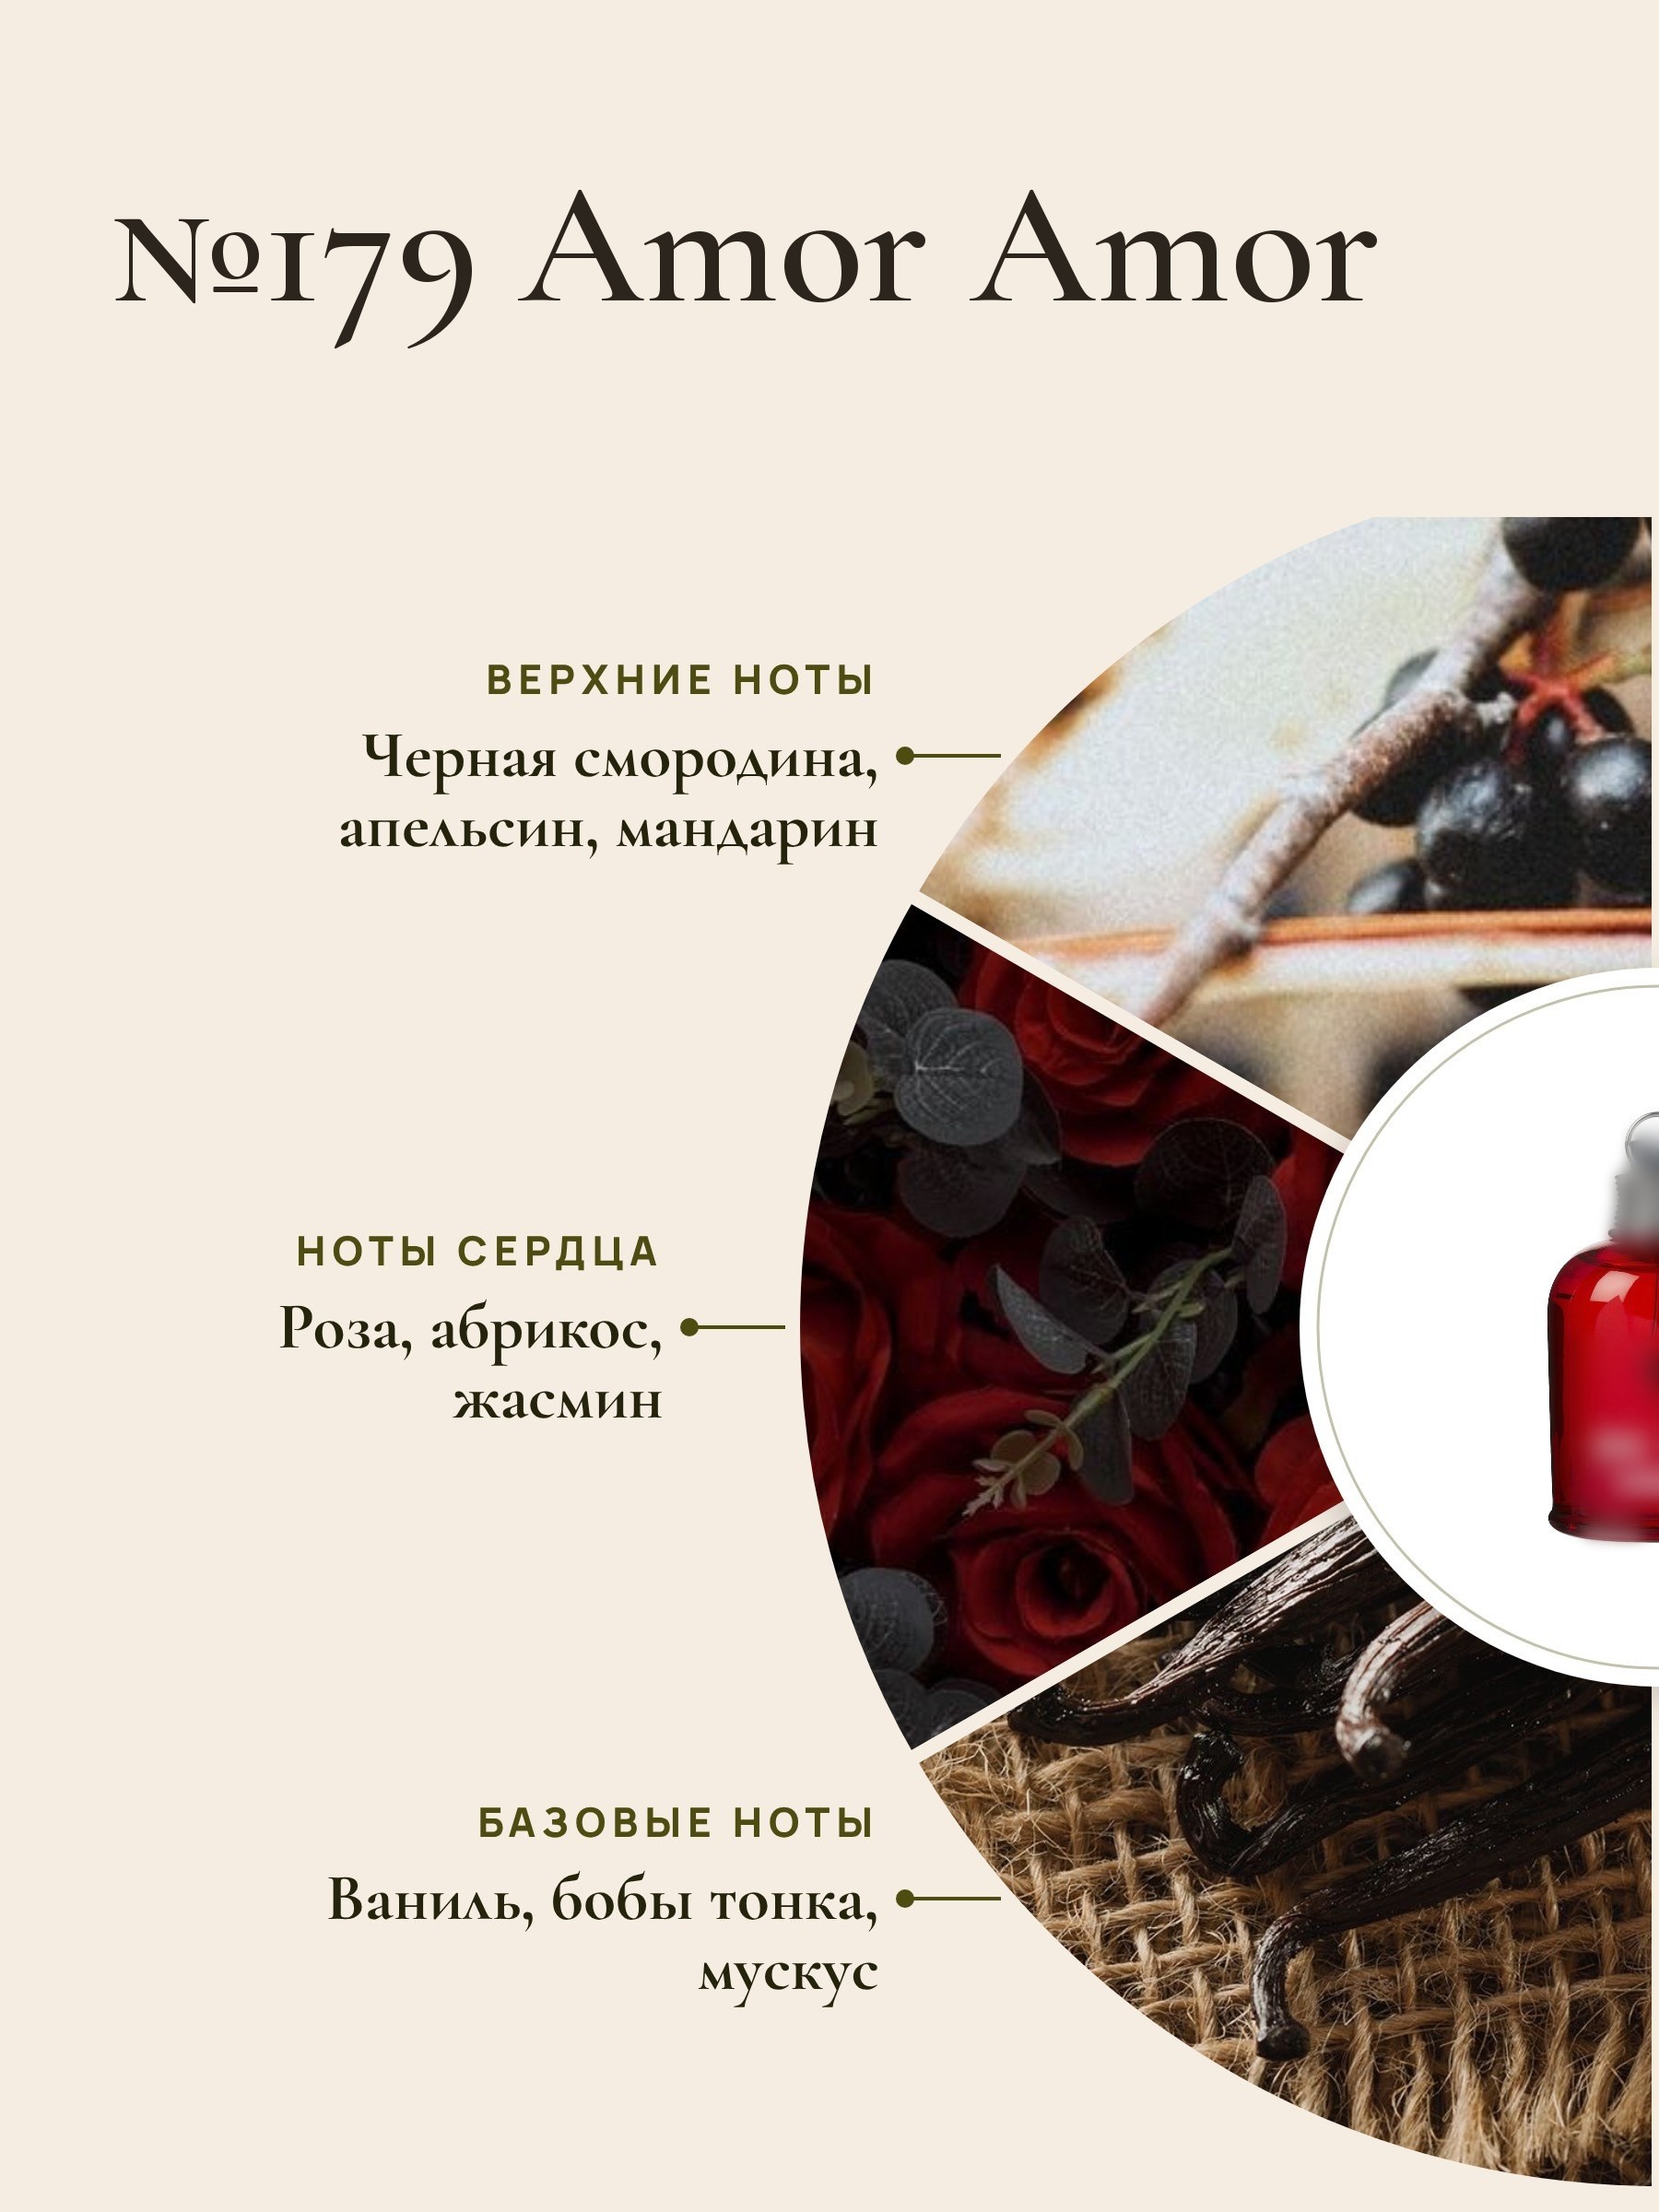 №179 Amor Amor
ВЕРХНИЕ НОТЫ
Черная смородина,
апельсин, мандарин
НОТЫ СЕРДЦА
Роза, абрикос,
жасмин
БАЗОВЫЕ НОТЫ
Ваниль, бобы тонка,
мускус